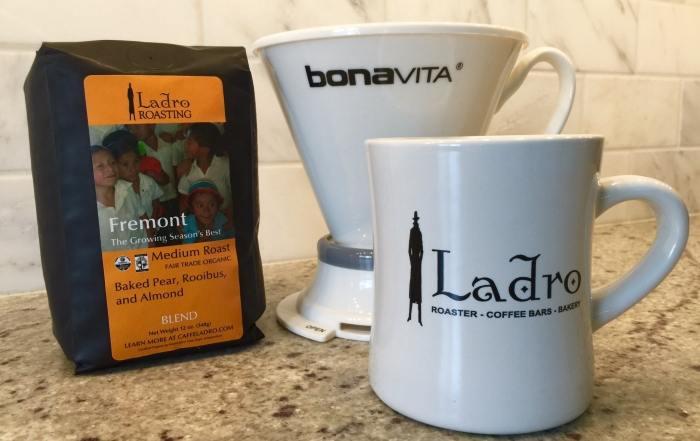 Ladro
ROASTING
Fremont
The Growing Season's Best
Medium Roast
FAIR TRADE ORGANIC
Baked Pear, Rooibus,
and Almond
BLEND
Net Weight 12 oz (340g)
LEARN MORE AT CAFFELADRO.COM
bonaVITA®
OPEN
Ladro
ROASTER - COFFEE BARS - BAKERY